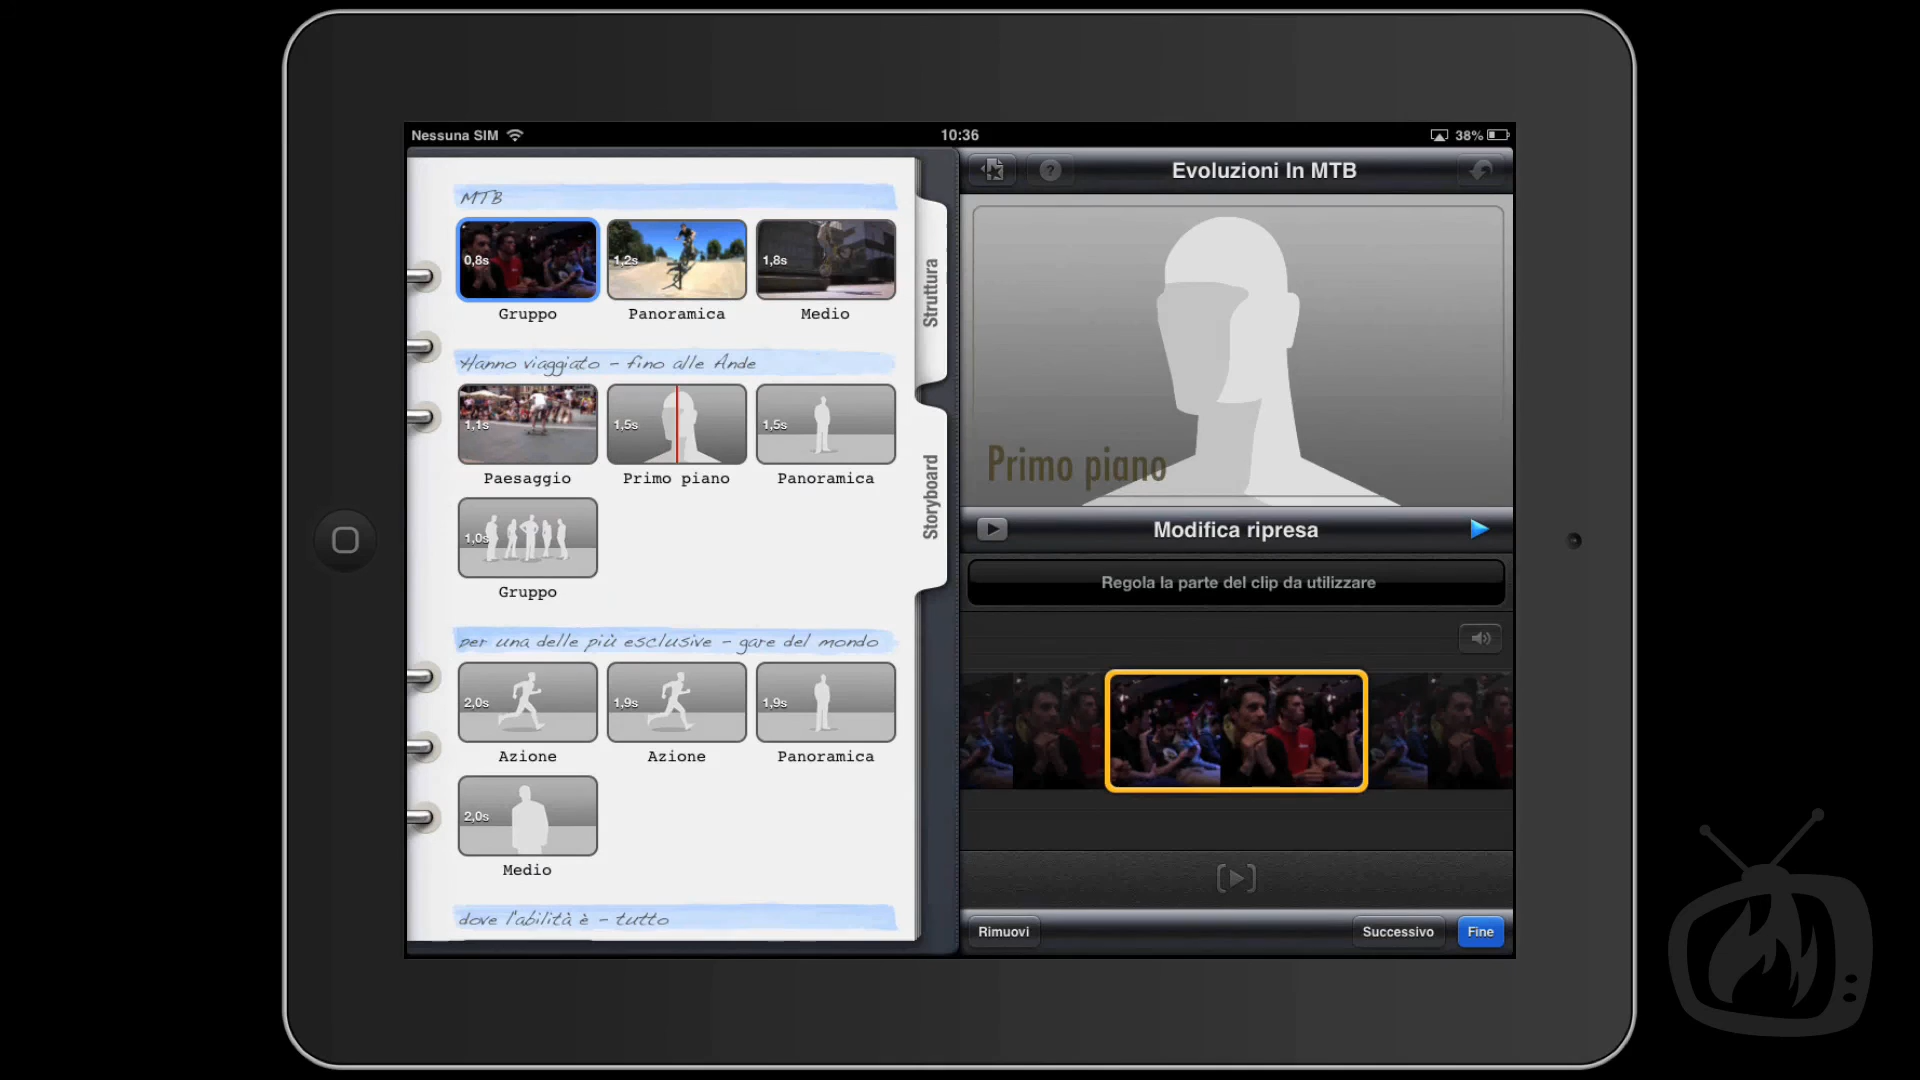 Nessuna SIM
10:36
38%
MTB
0,8s
1,2s
1,8s
Gruppo
Panoramica
Medio
Hanno viaggiato - fino alle Ande
1,1s
1,5s
1,5s
Paesaggio
Primo piano
Panoramica
1,0s
Gruppo
per una delle più esclusive - gare del mondo
2,0s
1,9s
1,9s
Azione
Azione
Panoramica
2,0s
Medio
dove l'abilità è - tutto
Struttura
Storyboard
?
Evoluzioni In MTB
Primo piano
Modifica ripresa
Regola la parte del clip da utilizzare
Rimuovi
Successivo
Fine